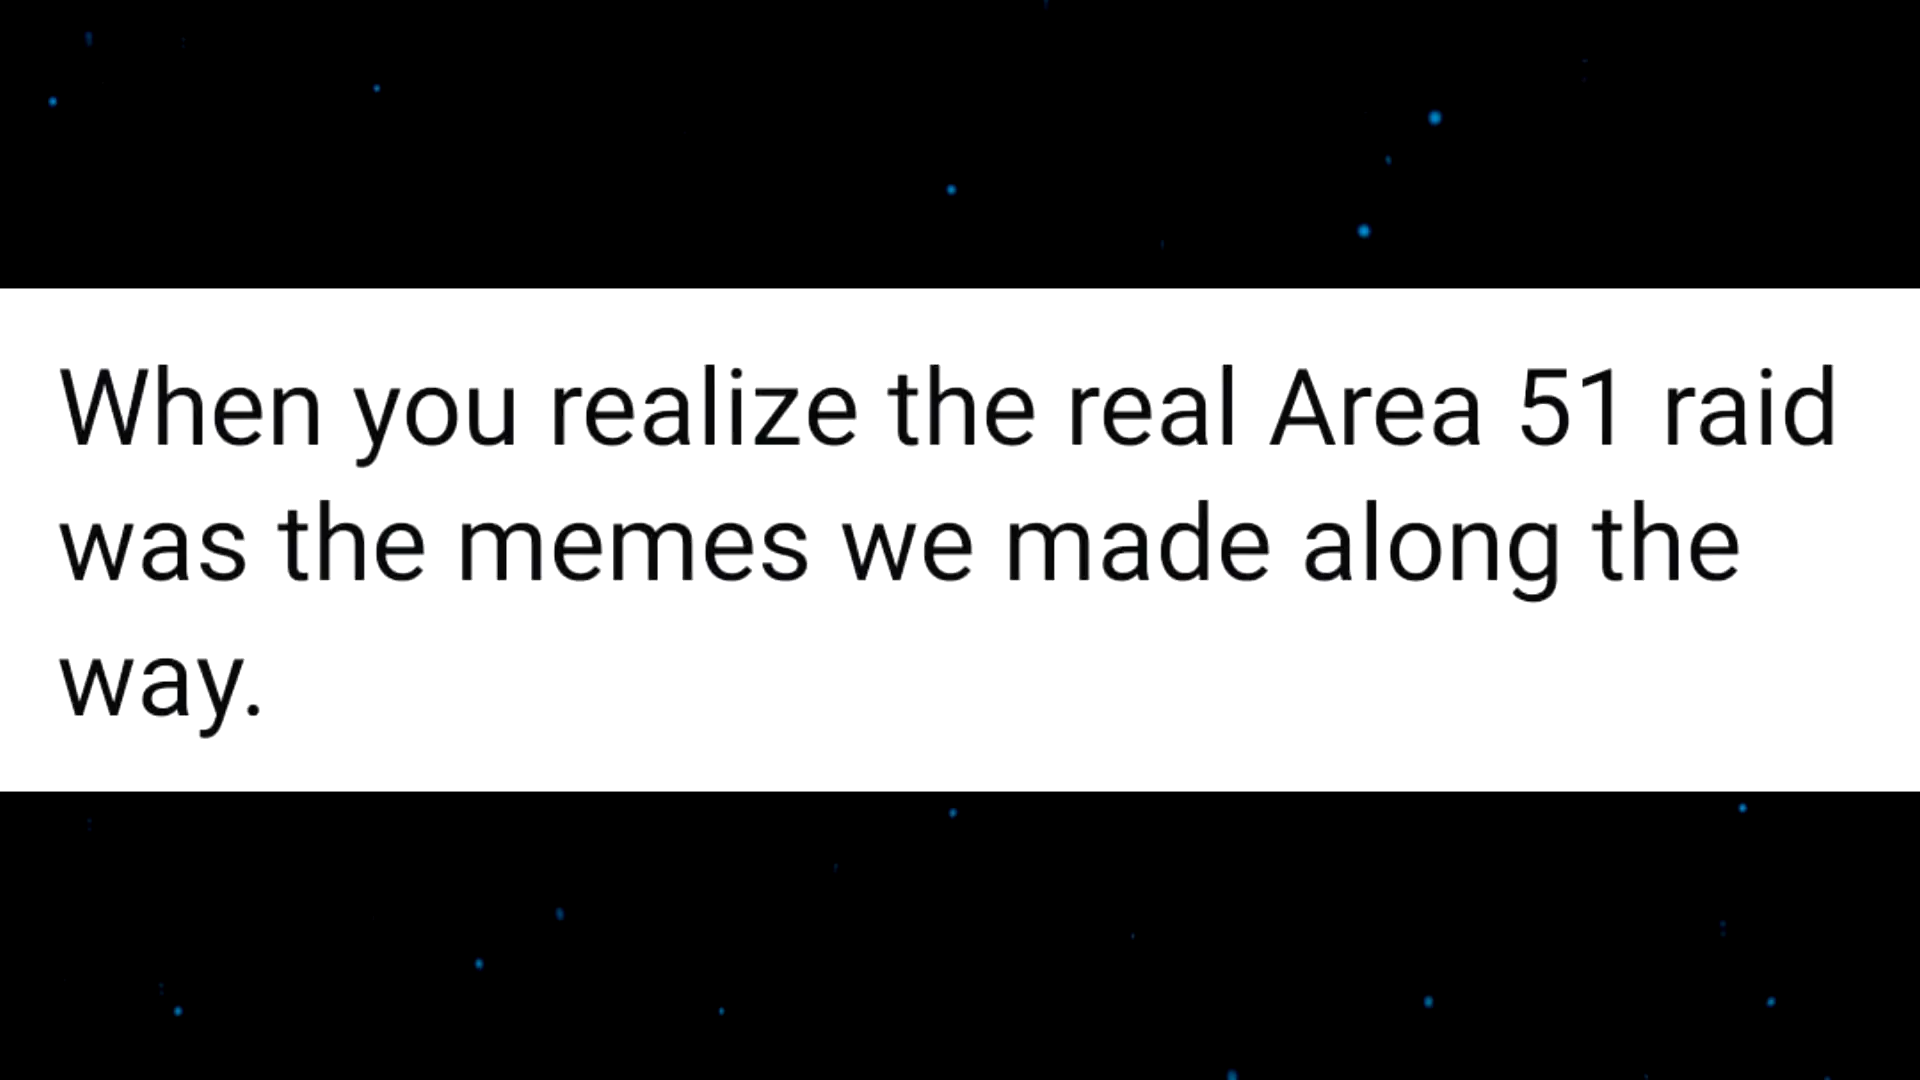 When you realize the real Area 51 raid
was the memes we made along the
way.